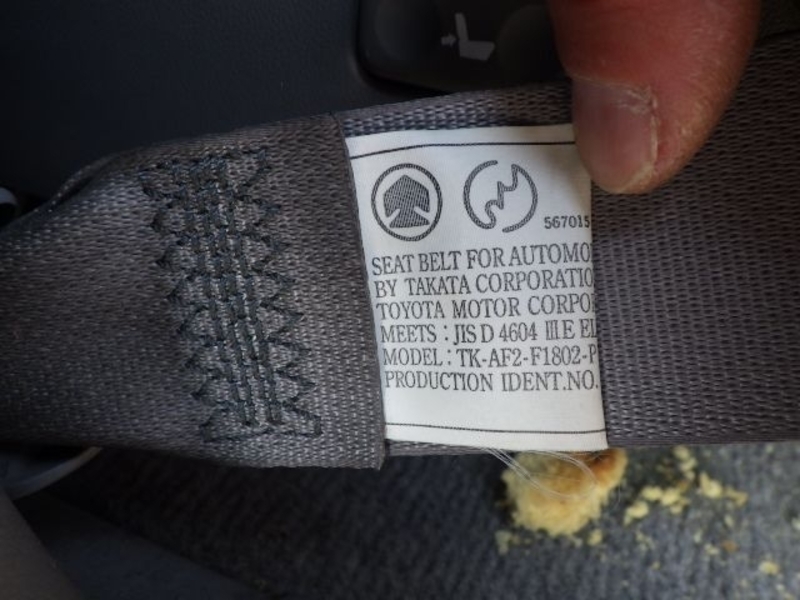 567015
SEAT BELT FOR AUTOMO
BY TAKATA CORPORATIO
TOYOTA MOTOR CORPO
MEETS : JIS D 4604 ⅢE EL
MODEL : TK-AF2-F1802-P
PRODUCTION IDENT.NO.